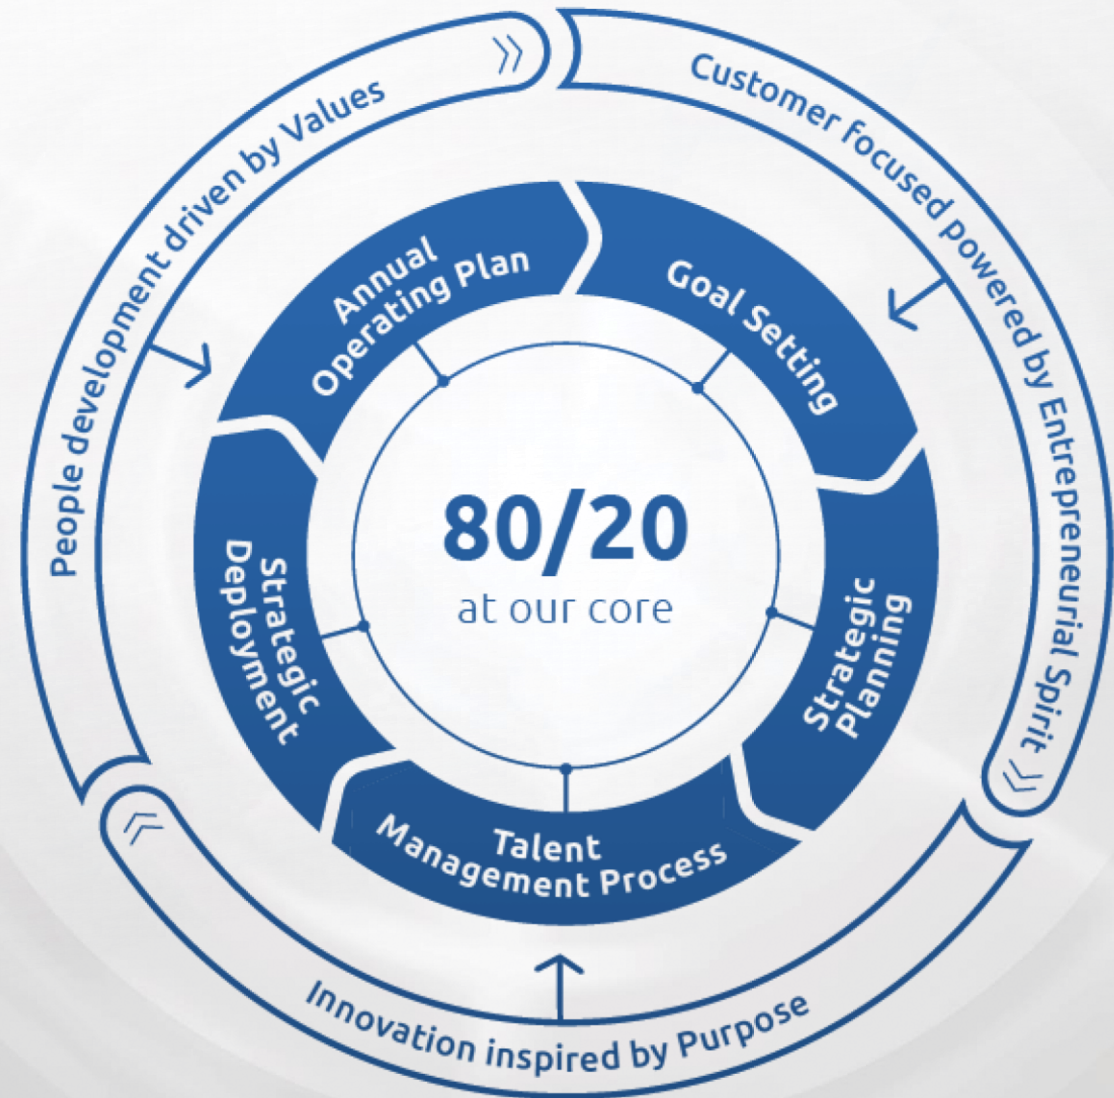 People development driven by Values
Customer focused powered by Entrepreneurial Spirit
Innovation inspired by Purpose
Annual
Operating Plan
Goal Setting
Strategic
Planning
Talent
Management Process
Strategic
Deployment
80/20
at our core